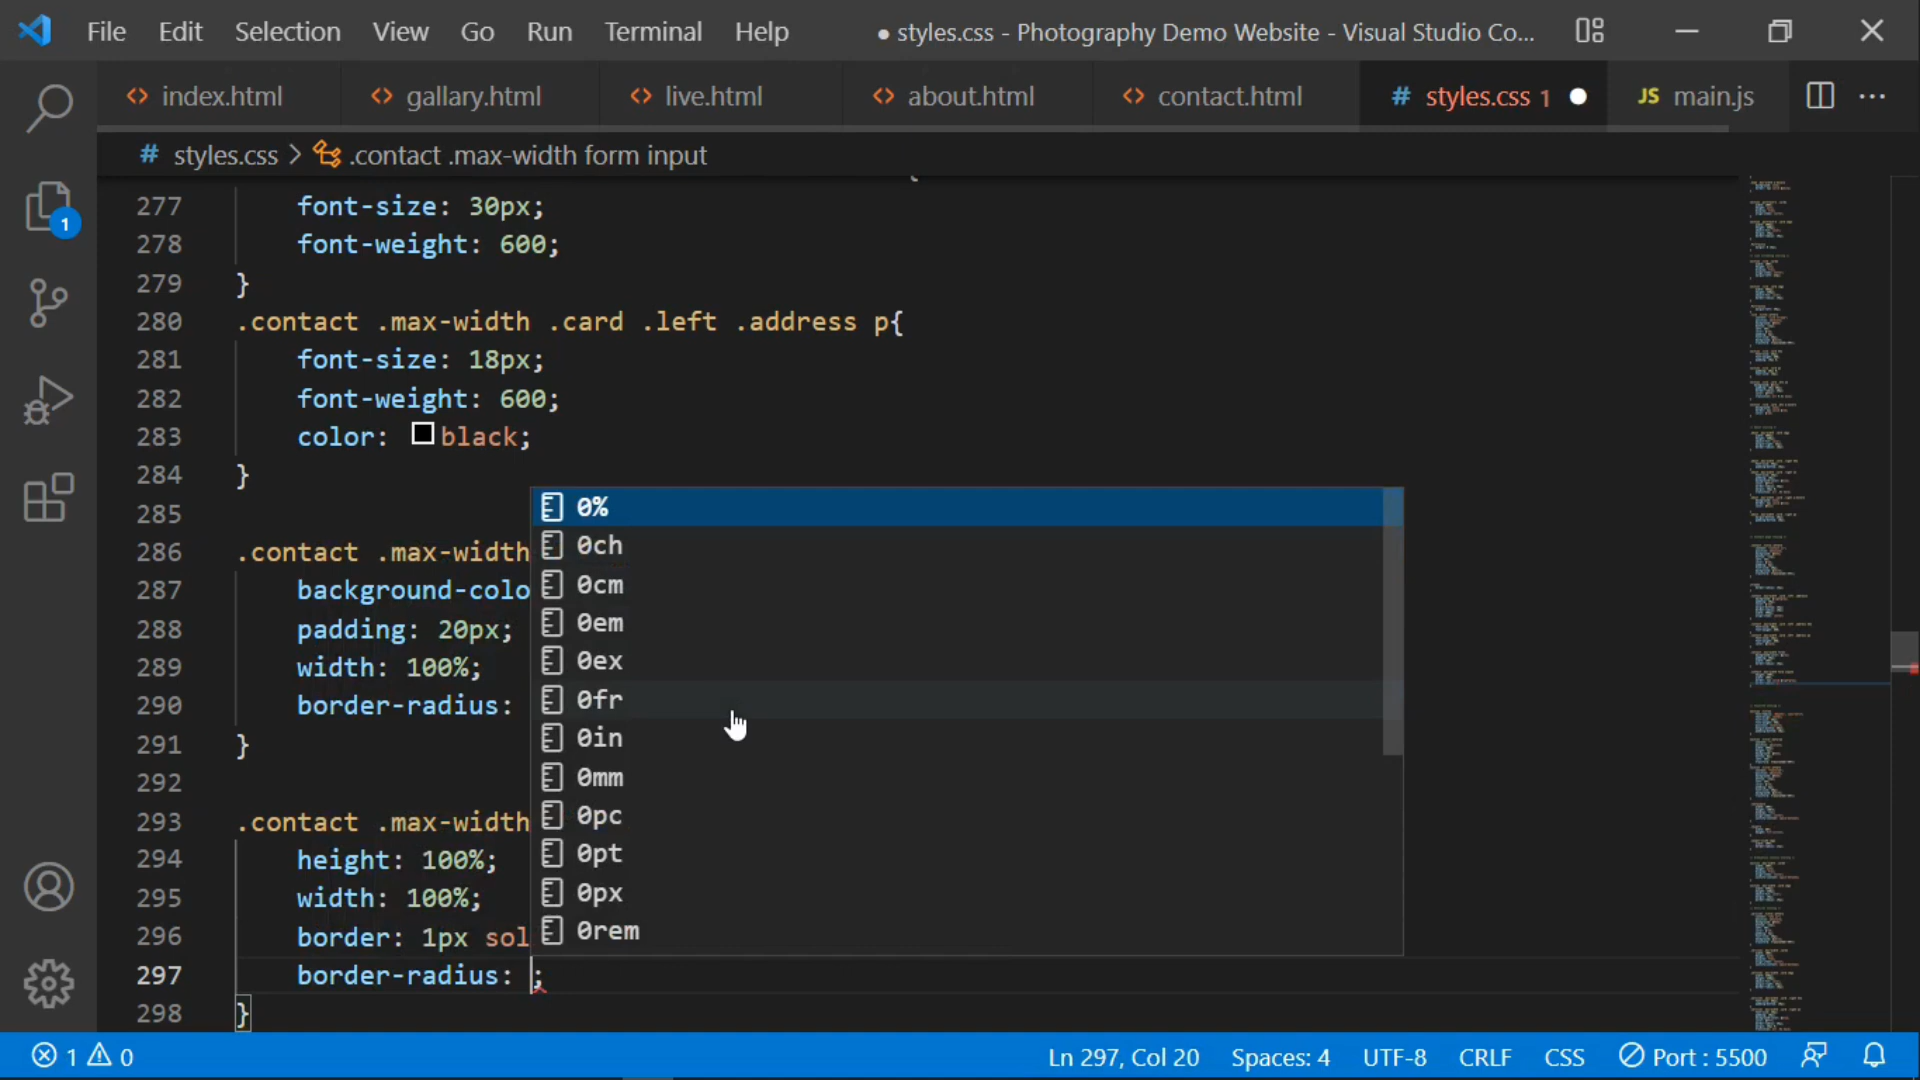 File Edit Selection View Go Run Terminal Help ● styles.css - Photography Demo Website - Visual Studio Co...
index.html gallary.html live.html about.html contact.html # styles.css 1 JS main.js ...
# styles.css > .contact .max-width form input
277 font-size: 30px;
278 font-weight: 600;
279 }
280 .contact .max-width .card .left .address p{
281 font-size: 18px;
282 font-weight: 600;
283 color: black;
284 }
285
286 .contact .max-width
287 background-colo
288 padding: 20px;
289 width: 100%;
290 border-radius:
291 }
292
293 .contact .max-width
294 height: 100%;
295 width: 100%;
296 border: 1px sol
297 border-radius: ;
298 }
0%
0ch
0cm
0em
0ex
0fr
0in
0mm
0pc
0pt
0px
0rem
1
1 0 Ln 297, Col 20 Spaces: 4 UTF-8 CRLF CSS Port : 5500